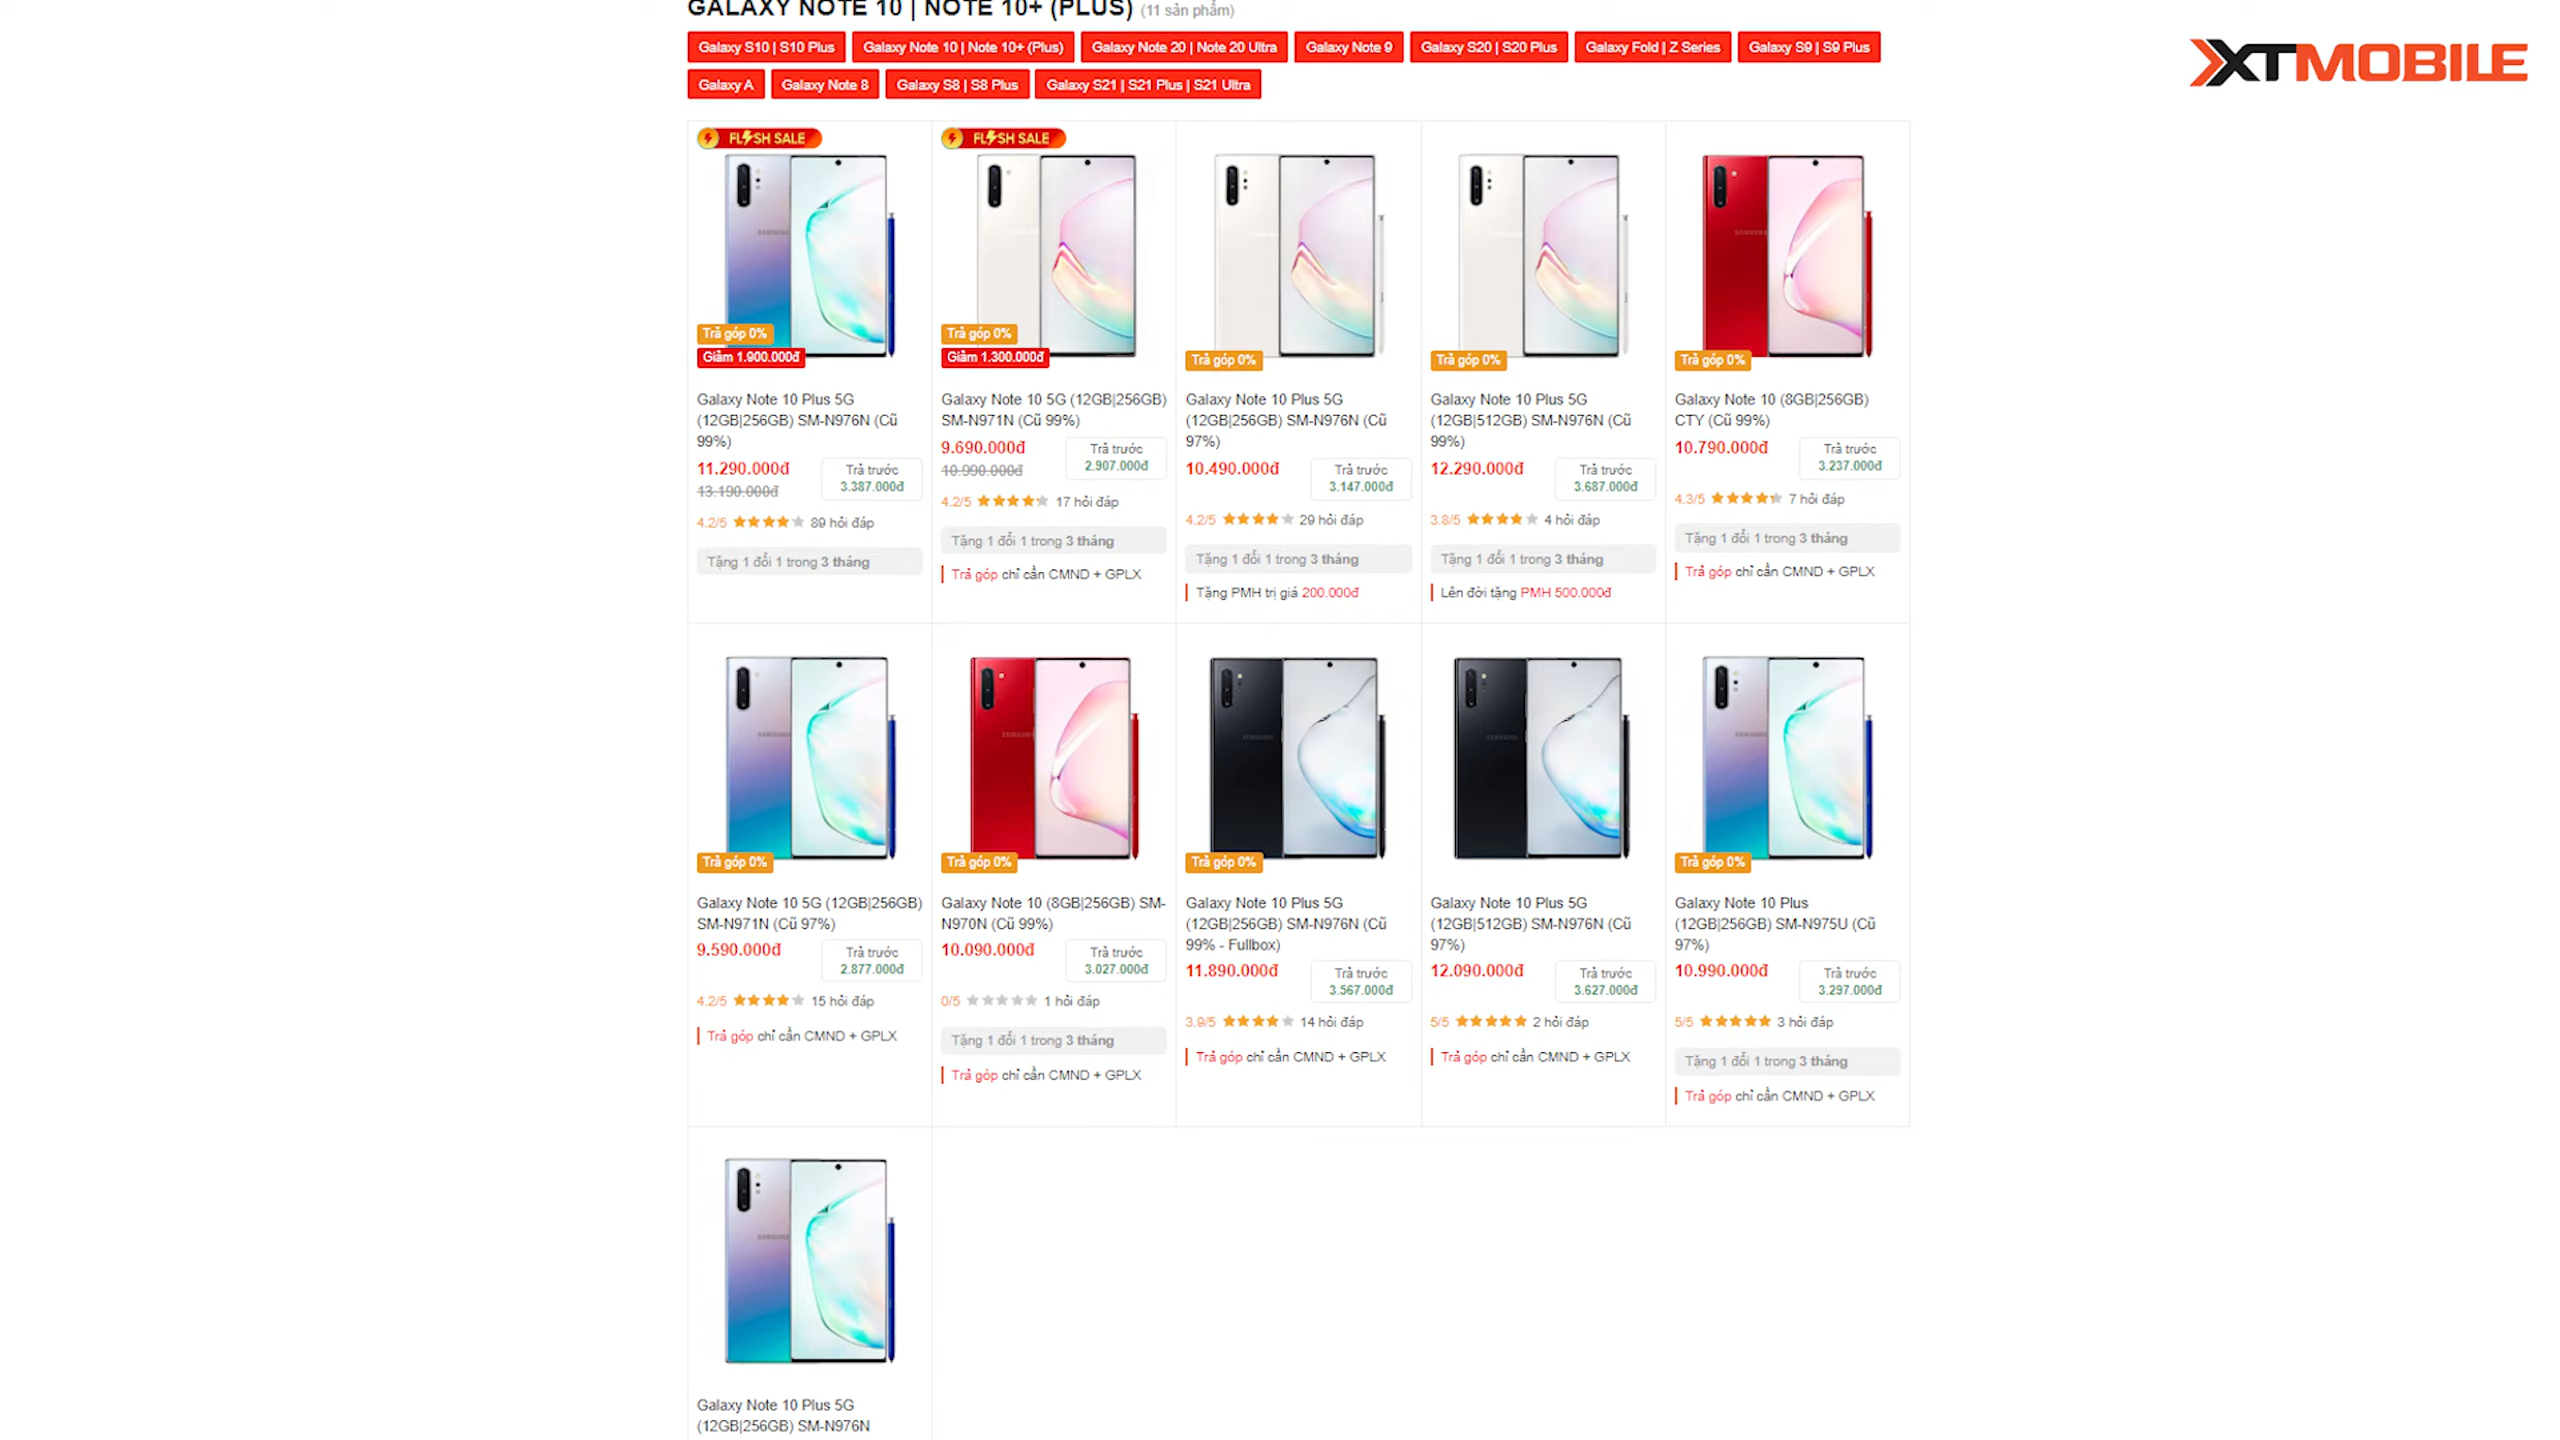 GALAXY NOTE 10 | NOTE 10+ (PLUS) (11 sản phẩm)
XTMOBILE
Galaxy S10 | S10 Plus
Galaxy Note 10 | Note 10+ (Plus)
Galaxy Note 20 | Note 20 Ultra
Galaxy Note 9
Galaxy S20 | S20 Plus
Galaxy Fold | Z Series
Galaxy S9 | S9 Plus
Galaxy A
Galaxy Note 8
Galaxy S8 | S8 Plus
Galaxy S21 | S21 Plus | S21 Ultra
FLASH SALE
SAMSUNG
Trả góp 0%
Giảm 1.900.000đ
Galaxy Note 10 Plus 5G
(12GB|256GB) SM-N976N (Cũ
99%)
11.290.000đ
13.190.000đ
Trả trước
3.387.000đ
4.2/5 89 hỏi đáp
Tặng 1 đổi 1 trong 3 tháng
FLASH SALE
Trả góp 0%
Giảm 1.300.000đ
Galaxy Note 10 5G (12GB|256GB)
SM-N971N (Cũ 99%)
9.690.000đ
10.990.000đ
Trả trước
2.907.000đ
4.2/5 17 hỏi đáp
Tặng 1 đổi 1 trong 3 tháng
Trả góp chỉ cần CMND + GPLX
Trả góp 0%
Galaxy Note 10 Plus 5G
(12GB|256GB) SM-N976N (Cũ
97%)
10.490.000đ
Trả trước
3.147.000đ
4.2/5 29 hỏi đáp
Tặng 1 đổi 1 trong 3 tháng
Tặng PMH trị giá 200.000đ
Trả góp 0%
Galaxy Note 10 Plus 5G
(12GB|512GB) SM-N976N (Cũ
99%)
12.290.000đ
Trả trước
3.687.000đ
3.8/5 4 hỏi đáp
Tặng 1 đổi 1 trong 3 tháng
Lên đời tặng PMH 500.000đ
SAMSUNG
Trả góp 0%
Galaxy Note 10 (8GB|256GB)
CTY (Cũ 99%)
10.790.000đ
Trả trước
3.237.000đ
4.3/5 7 hỏi đáp
Tặng 1 đổi 1 trong 3 tháng
Trả góp chỉ cần CMND + GPLX
SAMSUNG
Trả góp 0%
Galaxy Note 10 5G (12GB|256GB)
SM-N971N (Cũ 97%)
9.590.000đ
Trả trước
2.877.000đ
4.2/5 15 hỏi đáp
Trả góp chỉ cần CMND + GPLX
SAMSUNG
Trả góp 0%
Galaxy Note 10 (8GB|256GB) SM-
N970N (Cũ 99%)
10.090.000đ
Trả trước
3.027.000đ
0/5 1 hỏi đáp
Tặng 1 đổi 1 trong 3 tháng
Trả góp chỉ cần CMND + GPLX
SAMSUNG
Trả góp 0%
Galaxy Note 10 Plus 5G
(12GB|256GB) SM-N976N (Cũ
99% - Fullbox)
11.890.000đ
Trả trước
3.567.000đ
3.9/5 14 hỏi đáp
Trả góp chỉ cần CMND + GPLX
SAMSUNG
Galaxy Note 10 Plus 5G
(12GB|512GB) SM-N976N (Cũ
97%)
12.090.000đ
Trả trước
3.627.000đ
5/5 2 hỏi đáp
Trả góp chỉ cần CMND + GPLX
SAMSUNG
Trả góp 0%
Galaxy Note 10 Plus
(12GB|256GB) SM-N975U (Cũ
97%)
10.990.000đ
Trả trước
3.297.000đ
5/5 3 hỏi đáp
Tặng 1 đổi 1 trong 3 tháng
Trả góp chỉ cần CMND + GPLX
SAMSUNG
Galaxy Note 10 Plus 5G
(12GB|256GB) SM-N976N